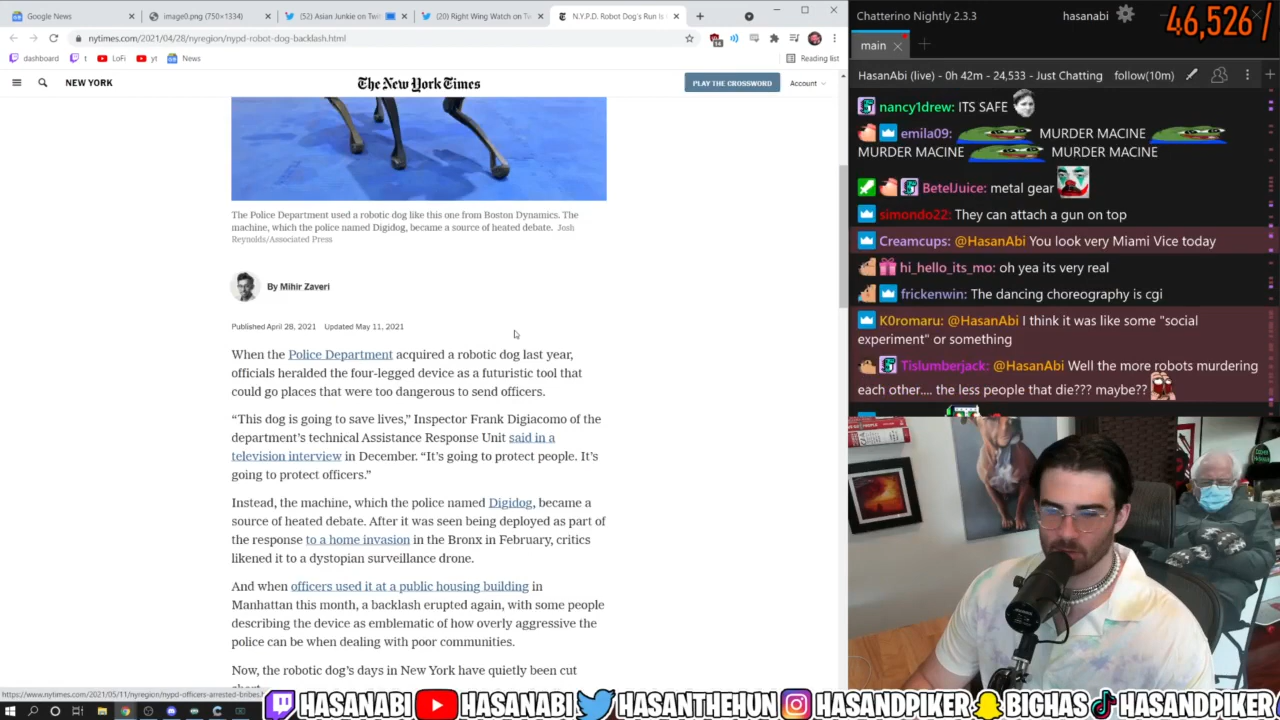 Google News
image0.png (750×1334)
(52) Asian Junkie on Tw
(20) Right Wing Watch on Tw
N.Y.P.D. Robot Dog's Run Is
nytimes.com/2021/04/28/nyregion/nypd-robot-dog-backlash.html
14
dashboard
t
LoFi
yt
News
Reading list
NEW YORK
The New York Times
PLAY THE CROSSWORD
Account
The Police Department used a robotic dog like this one from Boston Dynamics. The
machine, which the police named Digidog, became a source of heated debate. Josh
Reynolds/Associated Press
By Mihir Zaveri
Published April 28, 2021 Updated May 11, 2021
When the Police Department acquired a robotic dog last year,
officials heralded the four-legged device as a futuristic tool that
could go places that were too dangerous to send officers.
“This dog is going to save lives,” Inspector Frank Digiacomo of the
department’s technical Assistance Response Unit said in a
television interview in December. “It’s going to protect people. It’s
going to protect officers.”
Instead, the machine, which the police named Digidog, became a
source of heated debate. After it was seen being deployed as part of
the response to a home invasion in the Bronx in February, critics
likened it to a dystopian surveillance drone.
And when officers used it at a public housing building in
Manhattan this month, a backlash erupted again, with some people
describing the device as emblematic of how overly aggressive the
police can be when dealing with poor communities.
Now, the robotic dog’s days in New York have quietly been cut
https://www.nytimes.com/2021/05/11/nyregion/nypd-officers-arrested-bribes.
Chatterino Nightly 2.3.3
hasanabi
46,526/
main
HasanAbi (live) - 0h 42m - 24,533 - Just Chatting
follow(10m)
nancy1drew: ITS SAFE
emila09: MURDER MACINE
MURDER MACINE MURDER MACINE
BetelJuice: metal gear
simondo22: They can attach a gun on top
Creamcups: @HasanAbi You look very Miami Vice today
hi_hello_its_mo: oh yea its very real
frickenwin: The dancing choreography is cgi
K0romaru: @HasanAbi I think it was like some "social
experiment" or something
Tislumberjack: @HasanAbi Well the more robots murdering
each other.... the less people that die??? maybe??
HASANABI
HASANABI
HASANTHEHUN
HASANDPIKER
BIGHAS
HASANDPIKER